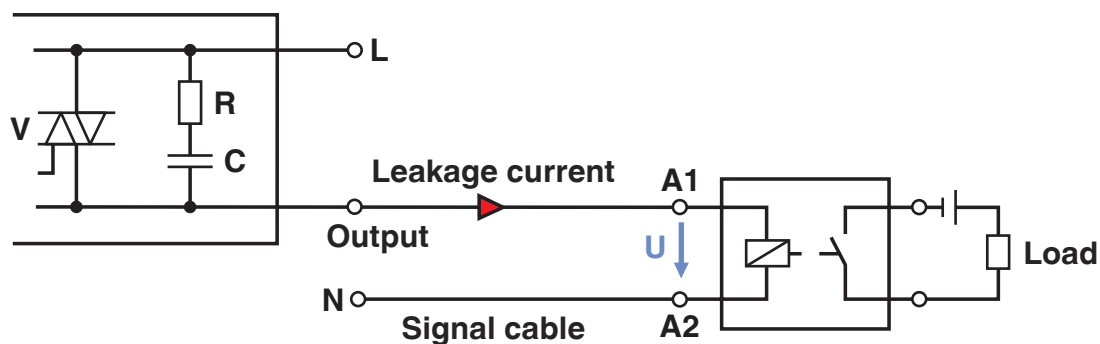 L
R
V
C
Leakage current
A1
Output
U
Load
N
Signal cable
A2